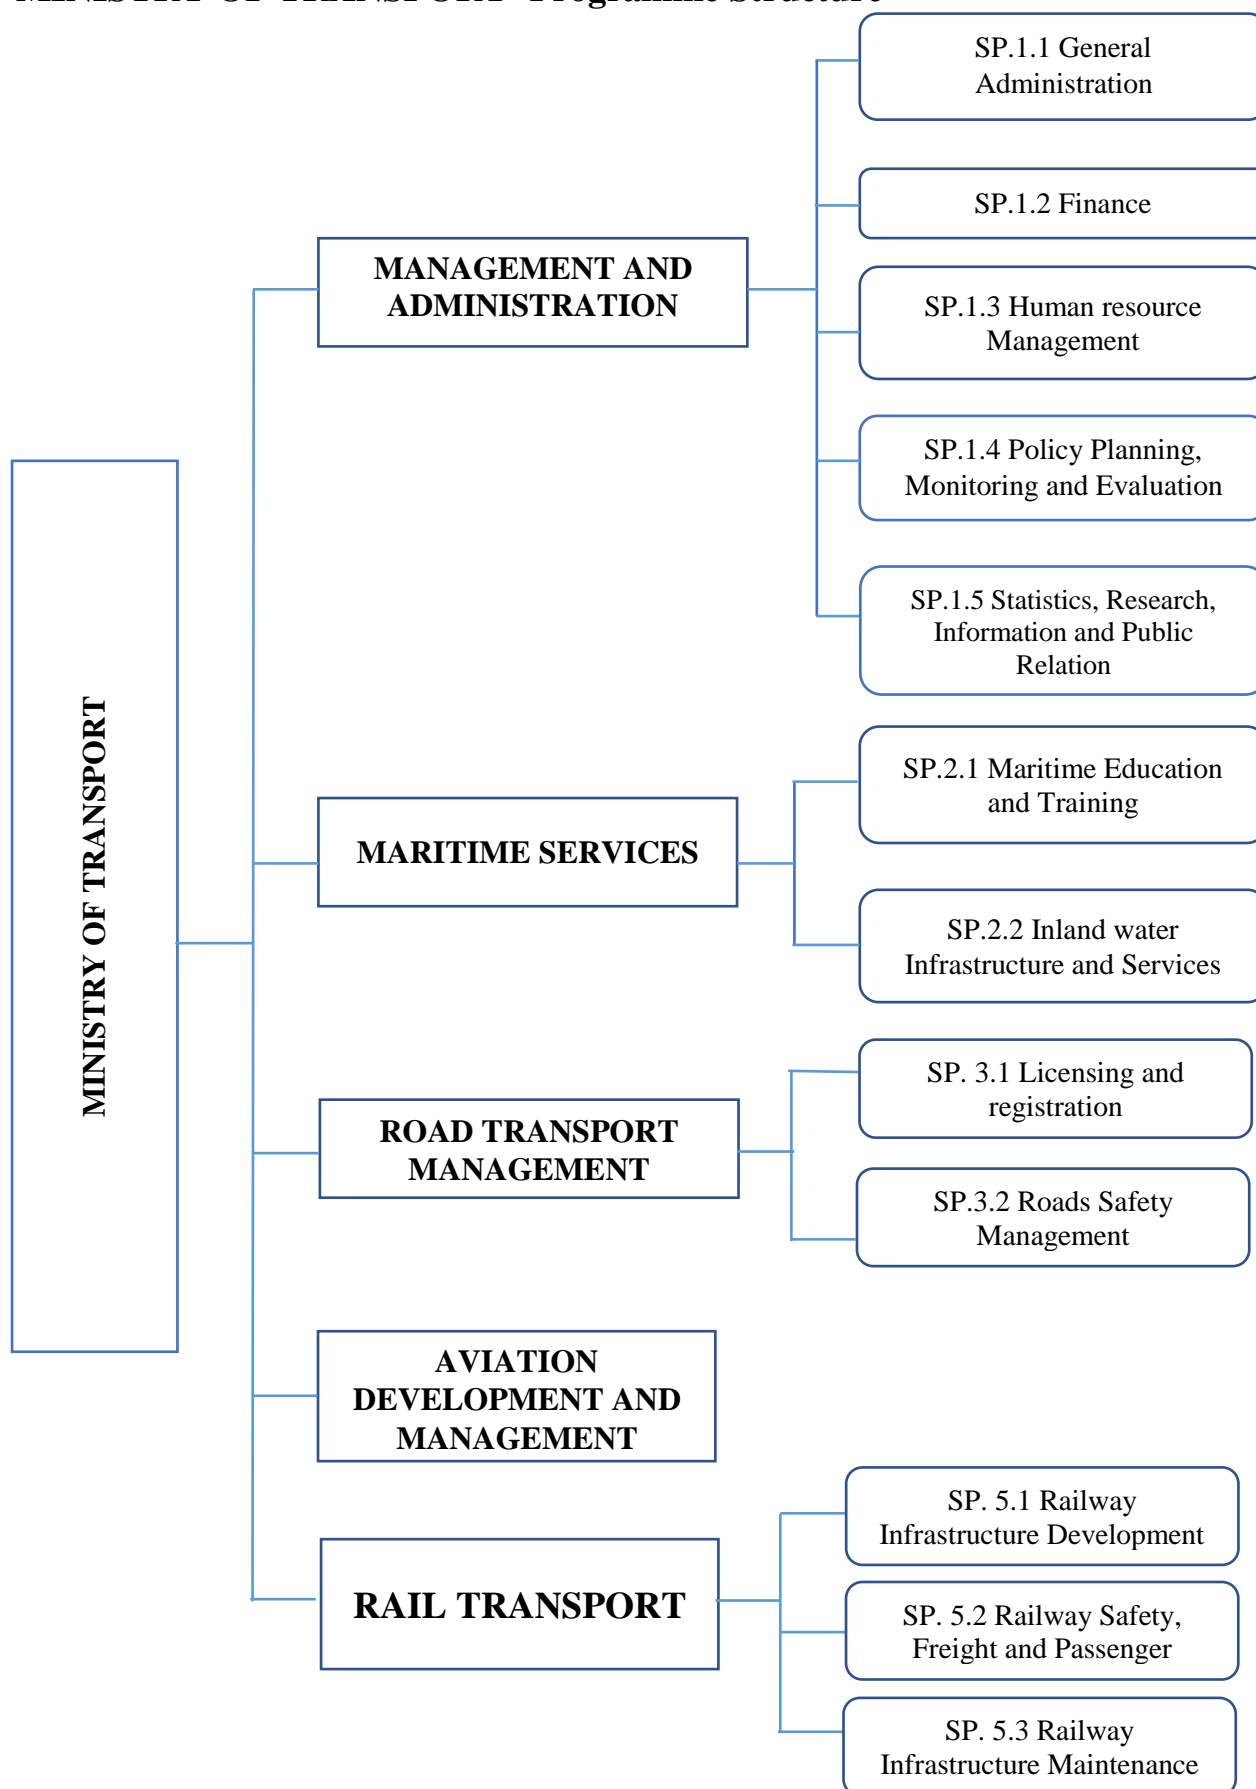 MINISTRY OF TRANSPORT- Programme Structure
SP.1.1 General
Administration
SP.1.2 Finance
MANAGEMENT AND
ADMINISTRATION
SP.1.3 Human resource
Management
SP.1.4 Policy Planning,
Monitoring and Evaluation
SP.1.5 Statistics, Research,
Information and Public
Relation
MINISTRY OF TRANSPORT
SP.2.1 Maritime Education
and Training
MARITIME SERVICES
SP.2.2 Inland water
Infrastructure and Services
SP. 3.1 Licensing and
registration
ROAD TRANSPORT
MANAGEMENT
SP.3.2 Roads Safety
Management
AVIATION
DEVELOPMENT AND
MANAGEMENT
SP. 5.1 Railway
Infrastructure Development
RAIL TRANSPORT
SP. 5.2 Railway Safety,
Freight and Passenger
SP. 5.3 Railway
Infrastructure Maintenance